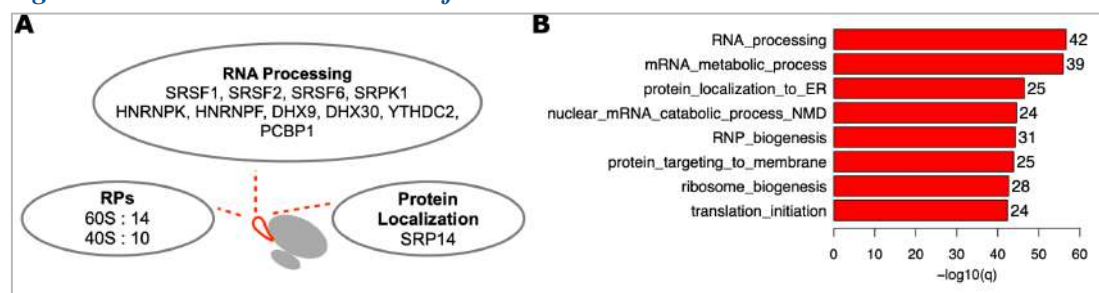 A
RNA Processing
SRSF1, SRSF2, SRSF6, SRPK1
HNRNPK, HNRNPF, DHX9, DHX30, YTHDC2,
PCBP1
RPs
60S : 14
40S : 10
Protein
Localization
SRP14
B
RNA_processing 42
mRNA_metabolic_process 39
protein_localization_to_ER 25
nuclear_mRNA_catabolic_process_NMD 24
RNP_biogenesis 31
protein_targeting_to_membrane 25
ribosome_biogenesis 28
translation_initiation 24
0 10 20 30 40 50 60
−log10(q)